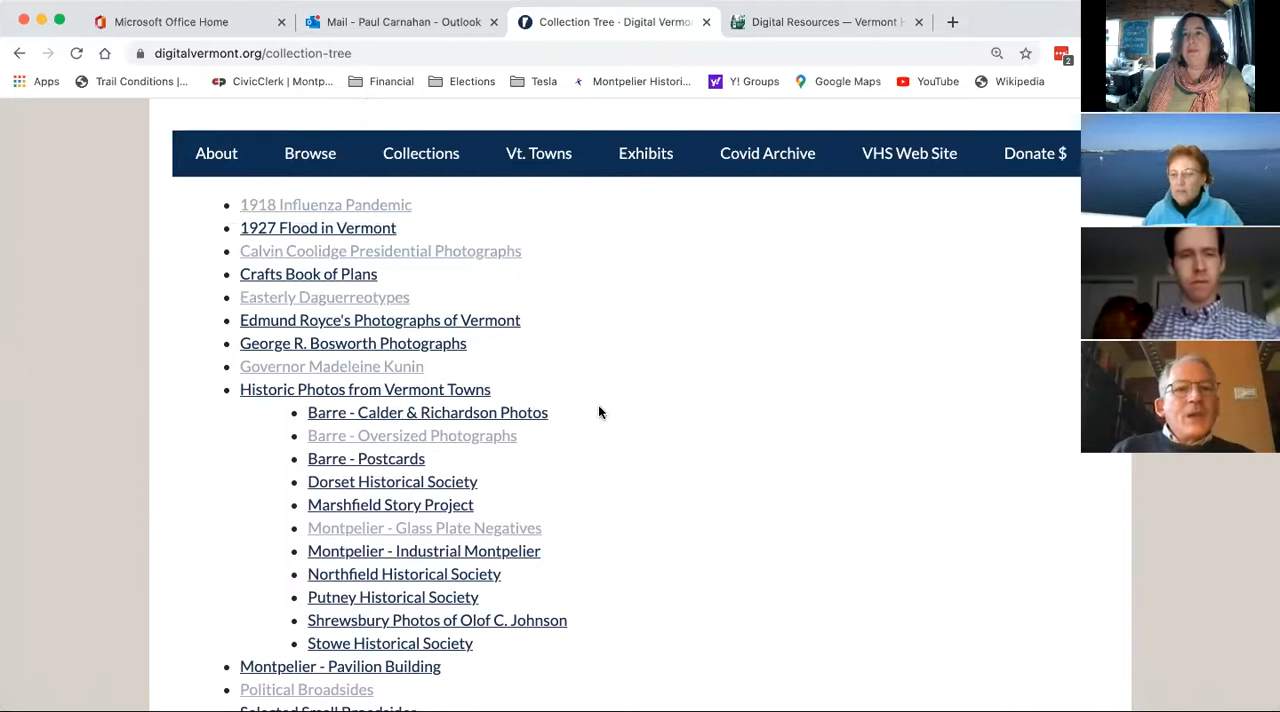 Microsoft Office Home
Mail - Paul Carnahan - Outlook
Collection Tree · Digital Vermo
Digital Resources — Vermont H
digitalvermont.org/collection-tree
2
Apps
Trail Conditions |...
CivicClerk | Montp...
Financial
Elections
Tesla
Montpelier Histori...
Y! Groups
Google Maps
YouTube
Wikipedia
About
Browse
Collections
Vt. Towns
Exhibits
Covid Archive
VHS Web Site
Donate $
1918 Influenza Pandemic
1927 Flood in Vermont
Calvin Coolidge Presidential Photographs
Crafts Book of Plans
Easterly Daguerreotypes
Edmund Royce's Photographs of Vermont
George R. Bosworth Photographs
Governor Madeleine Kunin
Historic Photos from Vermont Towns
Barre - Calder & Richardson Photos
Barre - Oversized Photographs
Barre - Postcards
Dorset Historical Society
Marshfield Story Project
Montpelier - Glass Plate Negatives
Montpelier - Industrial Montpelier
Northfield Historical Society
Putney Historical Society
Shrewsbury Photos of Olof C. Johnson
Stowe Historical Society
Montpelier - Pavilion Building
Political Broadsides
Selected Small Broadsides